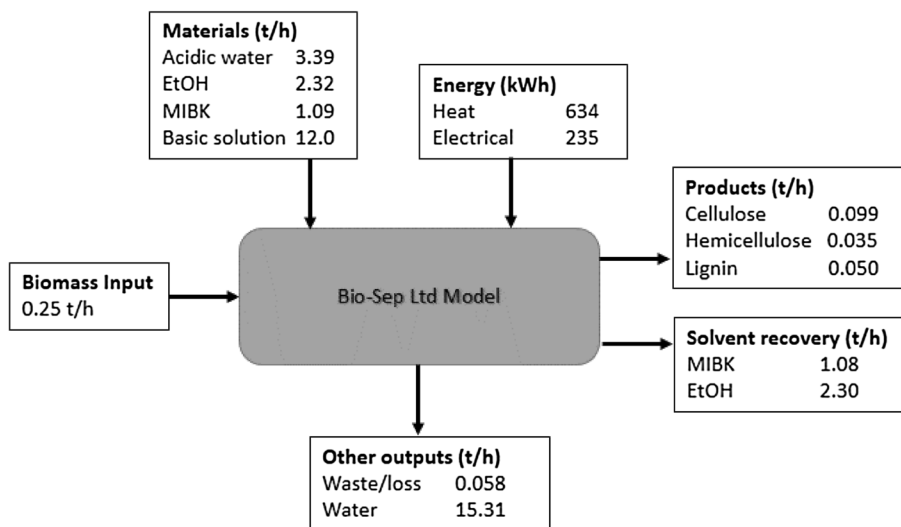 Materials (t/h)
Acidic water 3.39
EtOH 2.32
MIBK 1.09
Basic solution 12.0
Energy (kWh)
Heat 634
Electrical 235
Products (t/h)
Cellulose 0.099
Hemicellulose 0.035
Lignin 0.050
Biomass Input
0.25 t/h
Bio-Sep Ltd Model
Solvent recovery (t/h)
MIBK 1.08
EtOH 2.30
Other outputs (t/h)
Waste/loss 0.058
Water 15.31